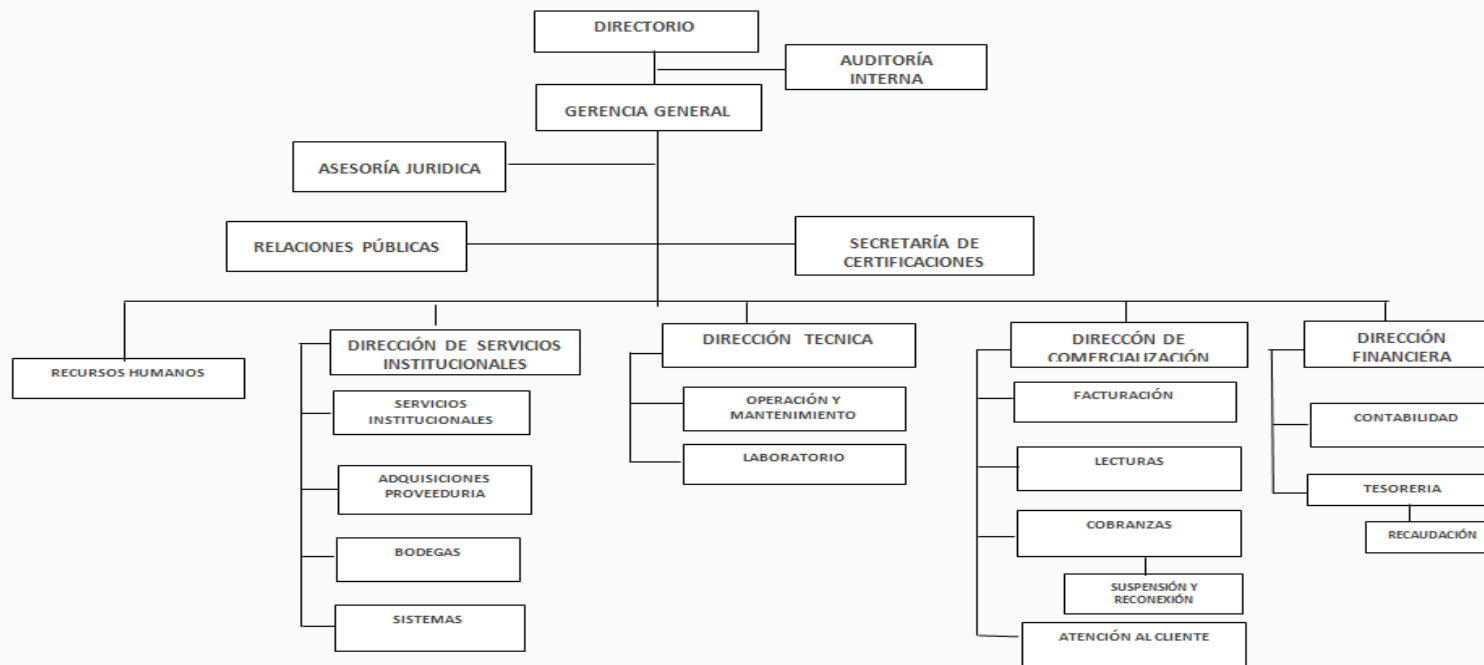 DIRECTORIO
AUDITORÍA
INTERNA
GERENCIA GENERAL
ASESORÍA JURIDICA
RELACIONES PÚBLICAS
SECRETARÍA DE
CERTIFICACIONES
RECURSOS HUMANOS
DIRECCIÓN DE SERVICIOS
INSTITUCIONALES
SERVICIOS
INSTITUCIONALES
ADQUISICIONES
PROVEEDURIA
BODEGAS
SISTEMAS
DIRECCIÓN TECNICA
OPERACIÓN Y
MANTENIMIENTO
LABORATORIO
DIRECCÓN DE
COMERCIALIZACIÓN
FACTURACIÓN
LECTURAS
COBRANZAS
SUSPENSIÓN Y
RECONEXIÓN
ATENCIÓN AL CLIENTE
DIRECCIÓN
FINANCIERA
CONTABILIDAD
TESORERIA
RECAUDACIÓN